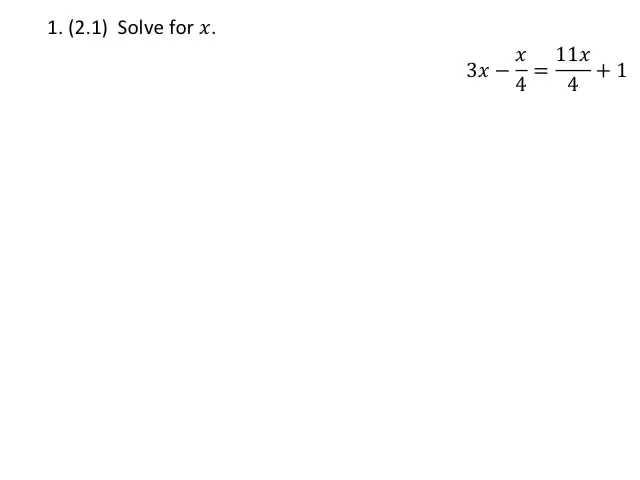 1. (2.1) Solve for x.
3x − x/4 = 11x/4 + 1